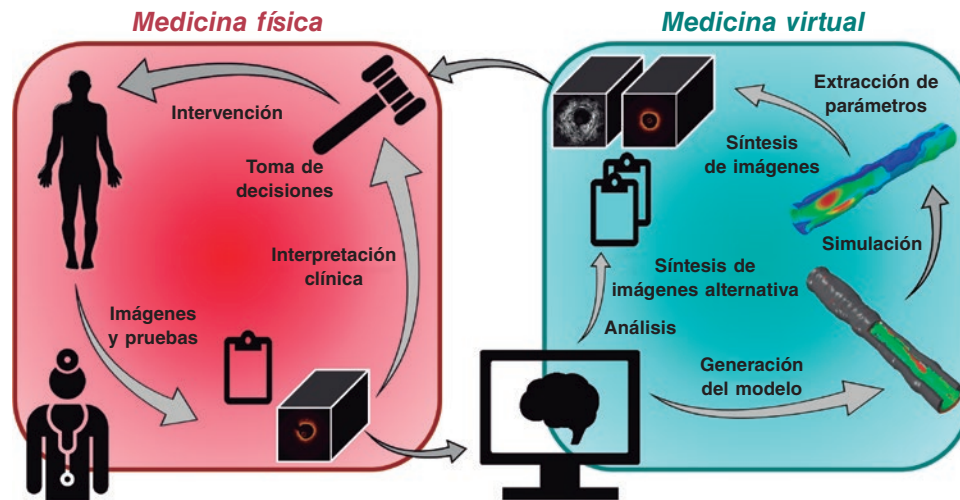 Medicina física
Intervención
Toma de
decisiones
Interpretación
clínica
Imágenes
y pruebas
Medicina virtual
Extracción de
parámetros
Síntesis
de imágenes
Simulación
Síntesis de
imágenes alternativa
Análisis
Generación
del modelo